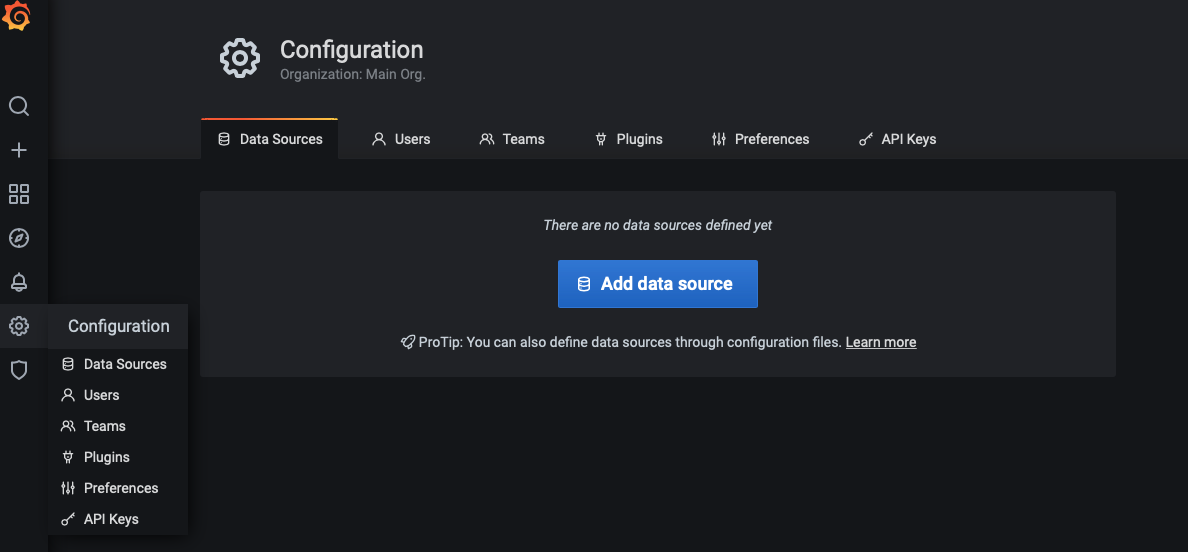 Configuration
Organization: Main Org.
Data Sources Users Teams Plugins Preferences API Keys
There are no data sources defined yet
Add data source
ProTip: You can also define data sources through configuration files. Learn more
Configuration
Data Sources
Users
Teams
Plugins
Preferences
API Keys